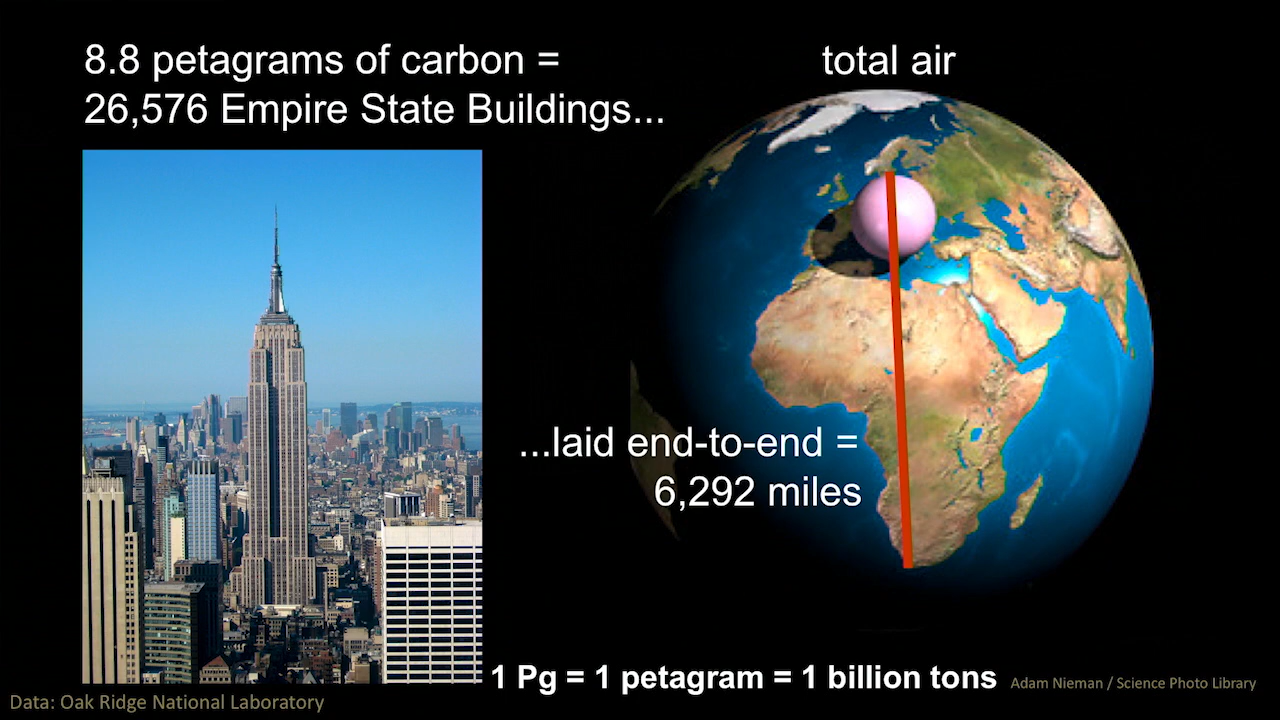 8.8 petagrams of carbon =
26,576 Empire State Buildings...
total air
...laid end-to-end =
6,292 miles
1 Pg = 1 petagram = 1 billion tons
Adam Nieman / Science Photo Library
Data: Oak Ridge National Laboratory